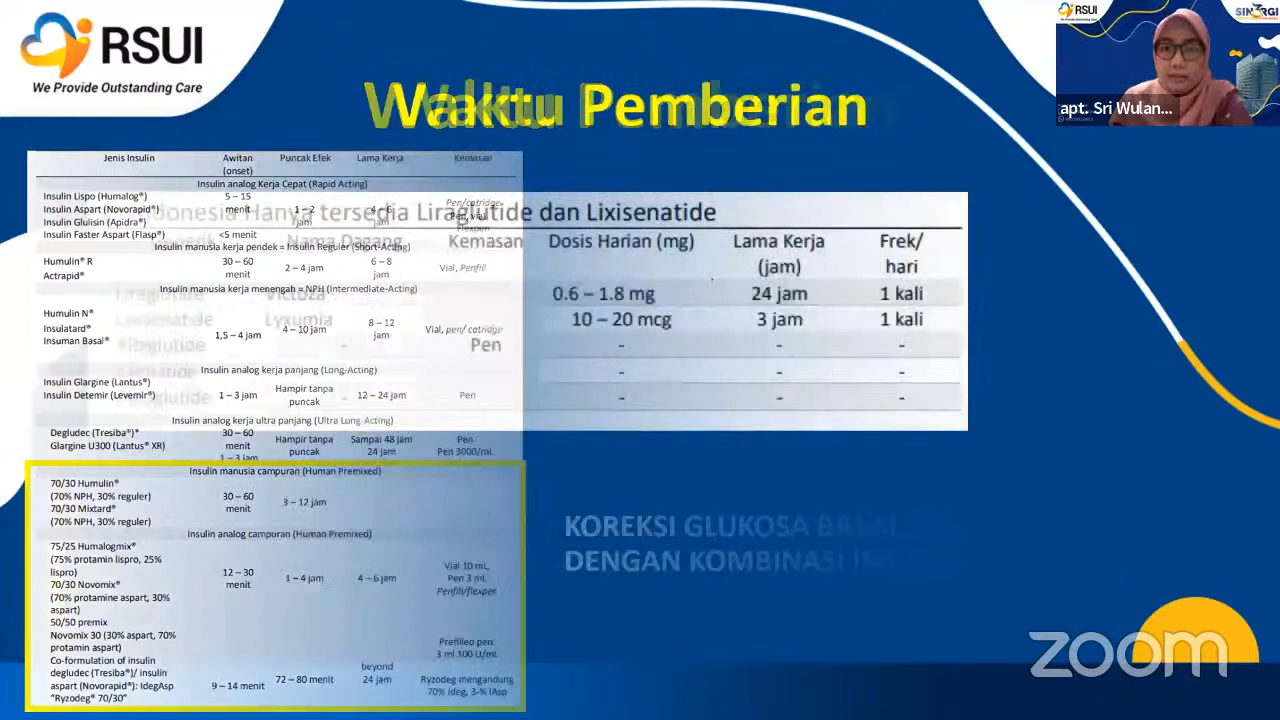 RSUI
We Provide Outstanding Care
RSUI
SINERGI
apt. Sri Wulan...
Waktu Pemberian
Jenis Insulin Awitan (onset) Puncak Efek Lama Kerja Kemasan
Insulin analog Kerja Cepat (Rapid Acting)
Insulin Lispo (Humalog®) 5 – 15
Insulin Aspart (Novorapid®) menit 1 – 2 Pen/catridge
Insulin Glulisin (Apidra®) jam Pen, vial
Insulin Faster Aspart (FIasp®) <5 menit Flexpen
Insulin manusia kerja pendek = Insulin Reguler (Short-Acting)
Humulin® R 30 – 60 6 – 8
Actrapid® menit 2 – 4 jam jam Vial, Penfill
Insulin manusia kerja menengah = NPH (Intermediate-Acting)
Humulin N®
Insulatard® 8 – 12
Insuman Basal® 1,5 – 4 jam 4 – 10 jam jam Vial, pen/ catridge
Insulin analog kerja panjang (Long-Acting)
Insulin Glargine (Lantus®) Hampir tanpa
Insulin Detemir (Levemir®) 1 – 3 jam puncak 12 – 24 jam Pen
Insulin analog kerja ultra panjang (Ultra Long-Acting)
Degludec (Tresiba®)* 30 – 60 Hampir tanpa Sampai 48 jam Pen
Glargine U300 (Lantus® XR) menit puncak 24 jam Pen 3000/mL
1 – 3 jam
Insulin manusia campuran (Human Premixed)
70/30 Humulin®
(70% NPH, 30% reguler) 30 – 60
70/30 Mixtard® menit 3 – 12 jam
(70% NPH, 30% reguler)
Insulin analog campuran (Human Premixed)
75/25 Humalogmix®
(75% protamin lispro, 25%
lispro) 12 – 30 Vial 10 mL,
70/30 Novomix® menit 1 – 4 jam 4 – 6 jam Pen 3 mL
(70% protamine aspart, 30% Penfill/flexpen
aspart)
50/50 premix
Novomix 30 (30% aspart, 70% Prefilleo pen.
protamin aspart) 3 ml 100 U/mL
Co-formulation of insulin beyond
degludec (Tresiba®)/ insulin 72 – 80 menit 24 jam Ryzodeg mengandung
aspart (Novorapid®): IdegAsp 9 – 14 menit 70% ideg, 3-% IAsp
"Ryzodeg® 70/30"
donesia Hanya tersedia Liraglutide dan Lixisenatide
Nama Dagang Kemasan Dosis Harian (mg) Lama Kerja (jam) Frek/ hari
Liraglutide Victoza 0.6 – 1.8 mg 24 jam 1 kali
Lixisenatide Lyxumia 10 – 20 mcg 3 jam 1 kali
Albiglutide - Pen - - -
- - -
- - - -
KOREKSI GLUKOSA BASAL
DENGAN KOMBINASI
zoom